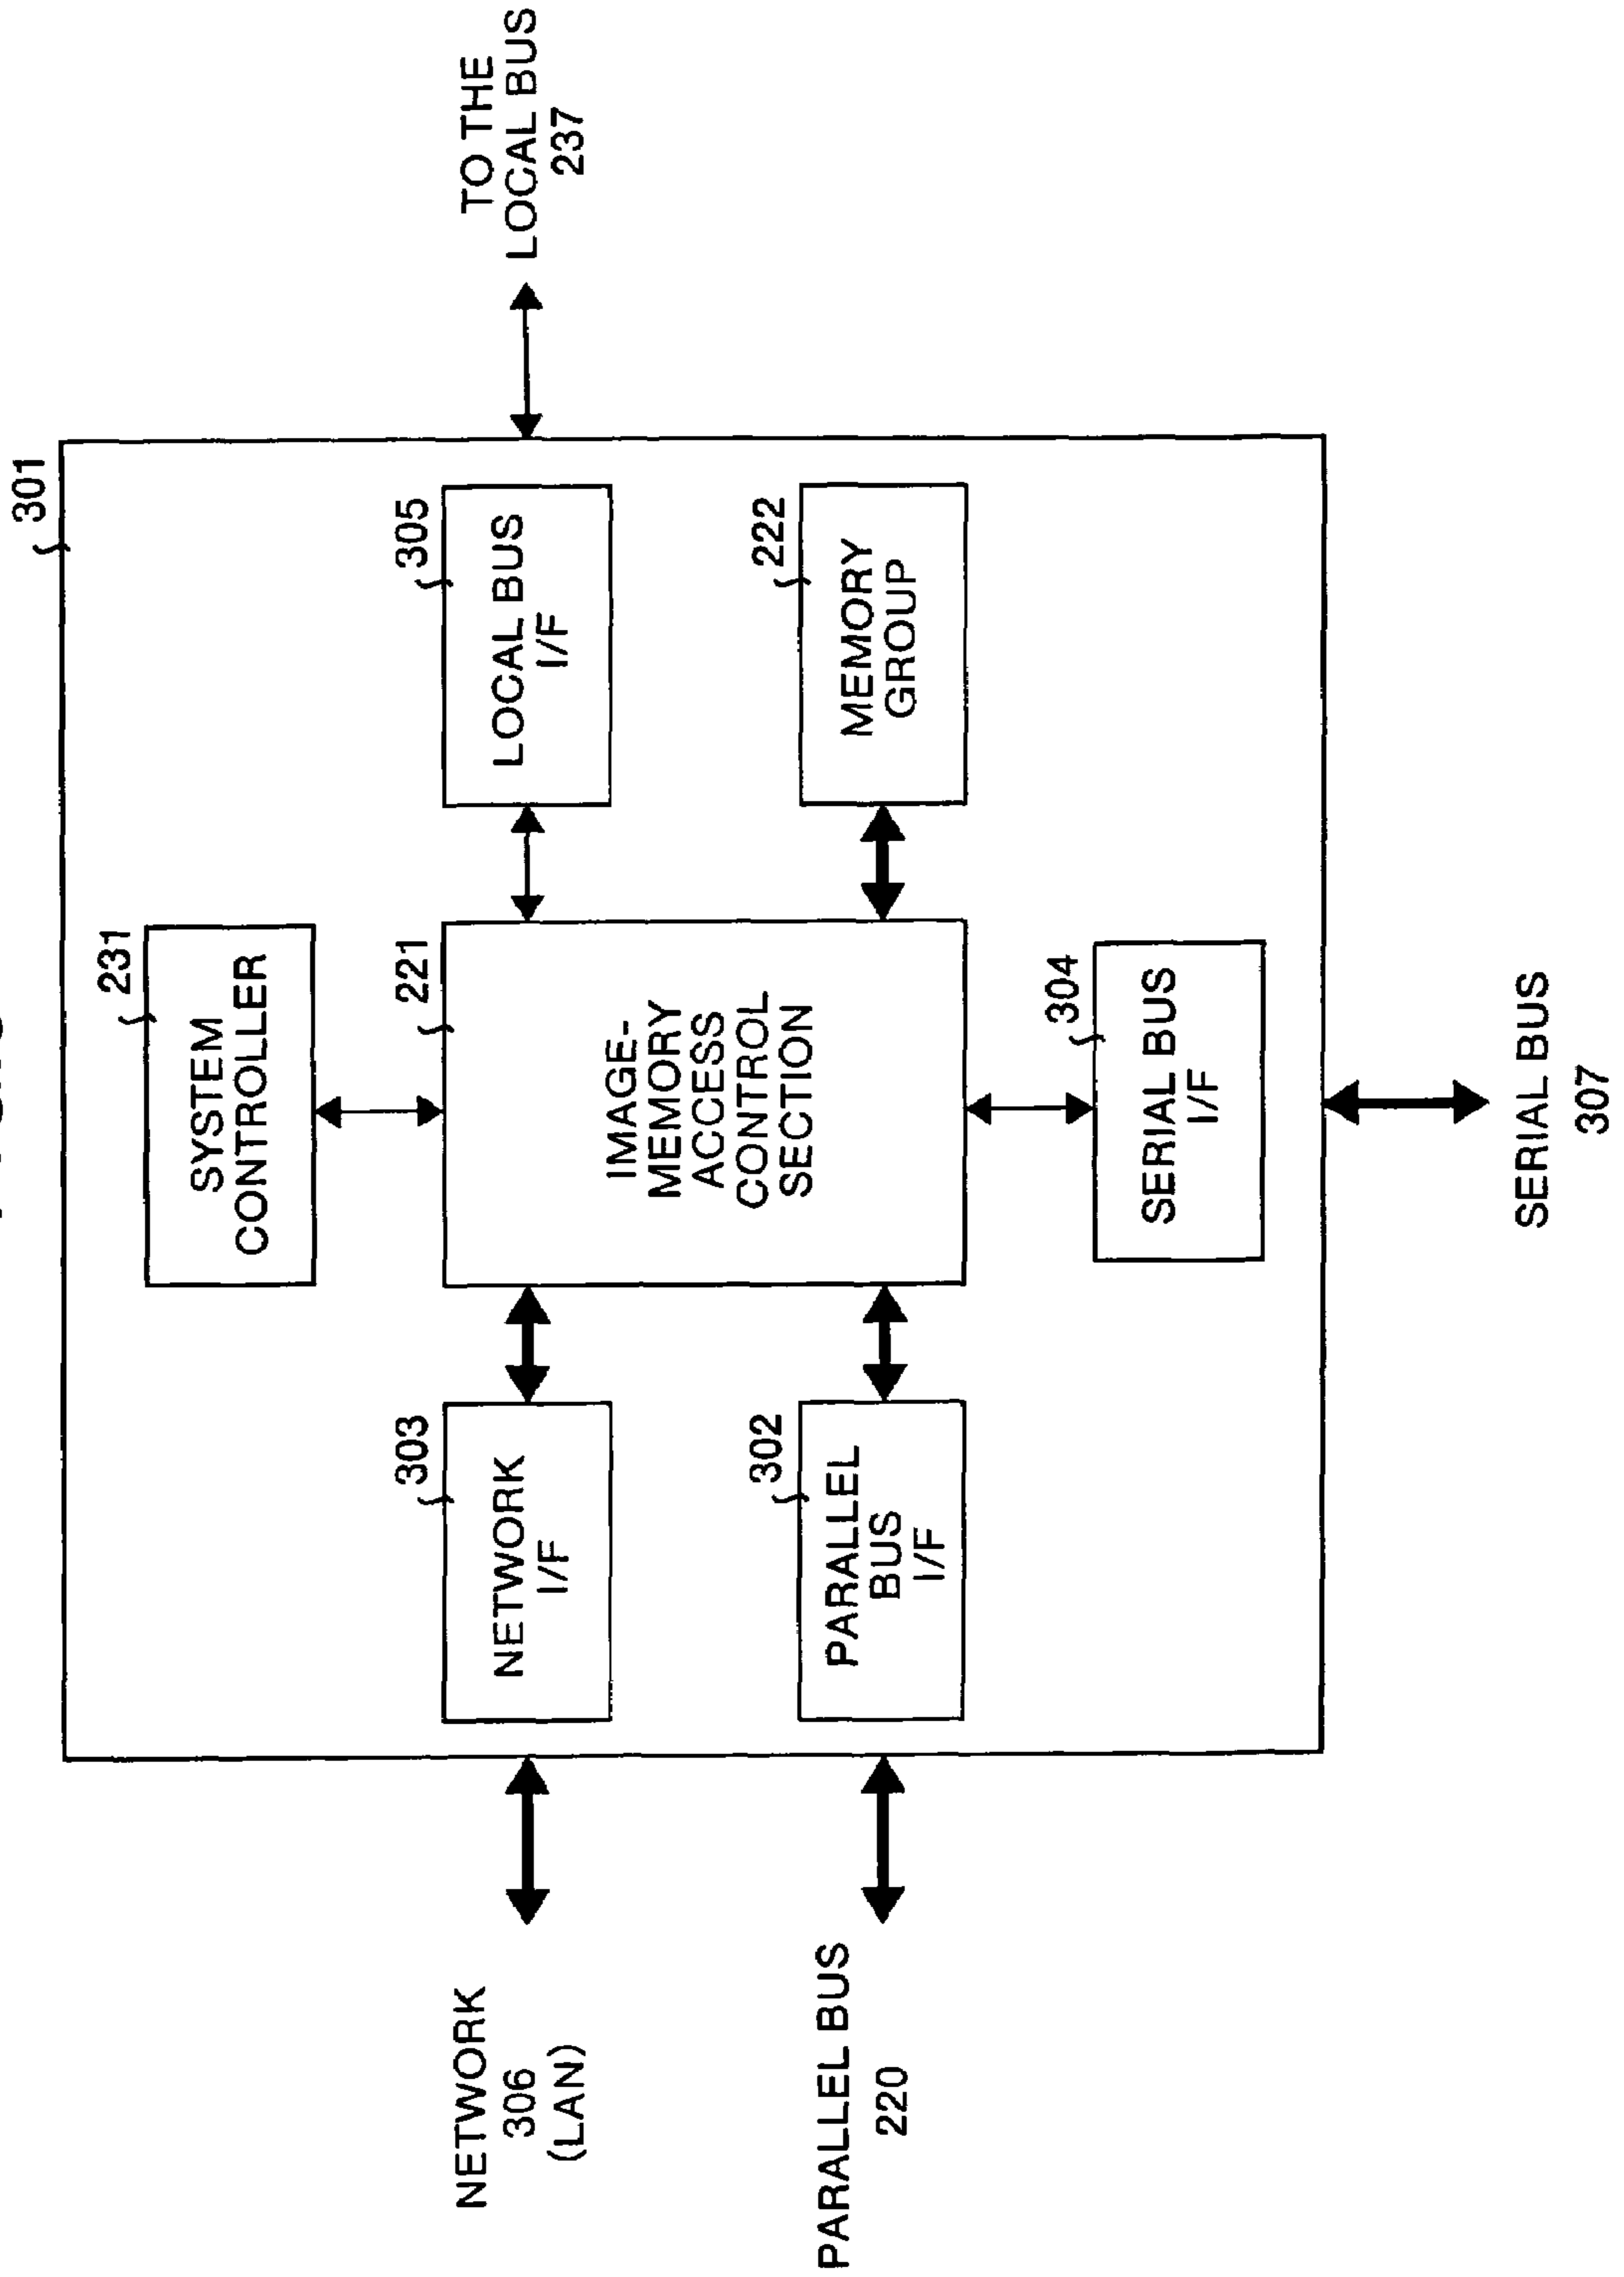 301
231
SYSTEM
CONTROLLER
303
NETWORK
I/F
221
IMAGE-
MEMORY
ACCESS
CONTROL
SECTION
305
LOCAL BUS
I/F
NETWORK
306
(LAN)
TO THE
LOCAL BUS
237
302
PARALLEL
BUS
I/F
222
MEMORY
GROUP
PARALLEL BUS
220
304
SERIAL BUS
I/F
SERIAL BUS
307